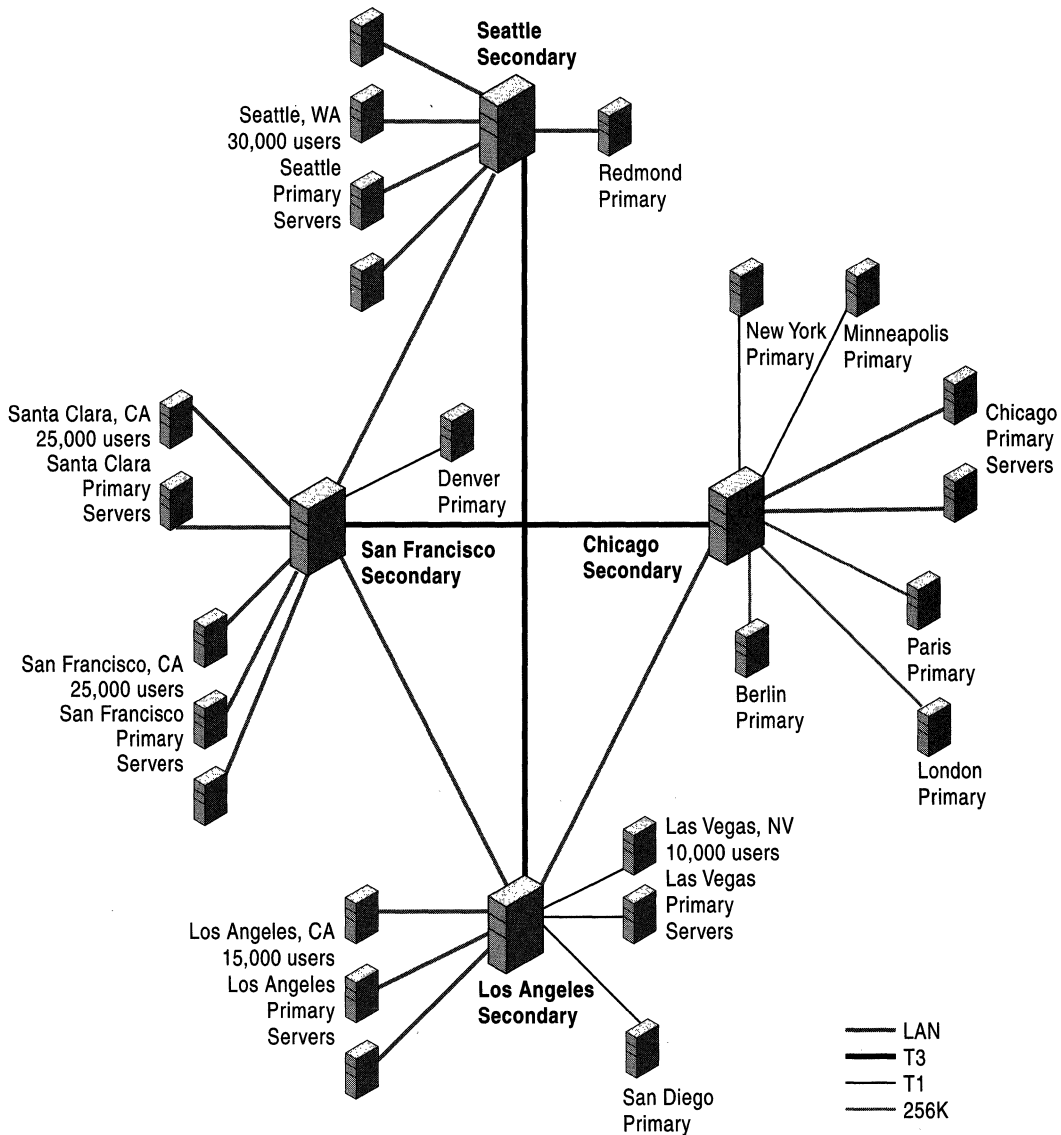 Seattle
Secondary
Seattle, WA
30,000 users
Seattle
Primary
Servers
Redmond
Primary
New York
Primary
Minneapolis
Primary
Santa Clara, CA
25,000 users
Santa Clara
Primary
Servers
Denver
Primary
Chicago
Primary
Servers
San Francisco
Secondary
Chicago
Secondary
San Francisco, CA
25,000 users
San Francisco
Primary
Servers
Paris
Primary
Berlin
Primary
London
Primary
Las Vegas, NV
10,000 users
Las Vegas
Primary
Servers
Los Angeles, CA
15,000 users
Los Angeles
Primary
Servers
Los Angeles
Secondary
San Diego
Primary
LAN
T3
T1
256K